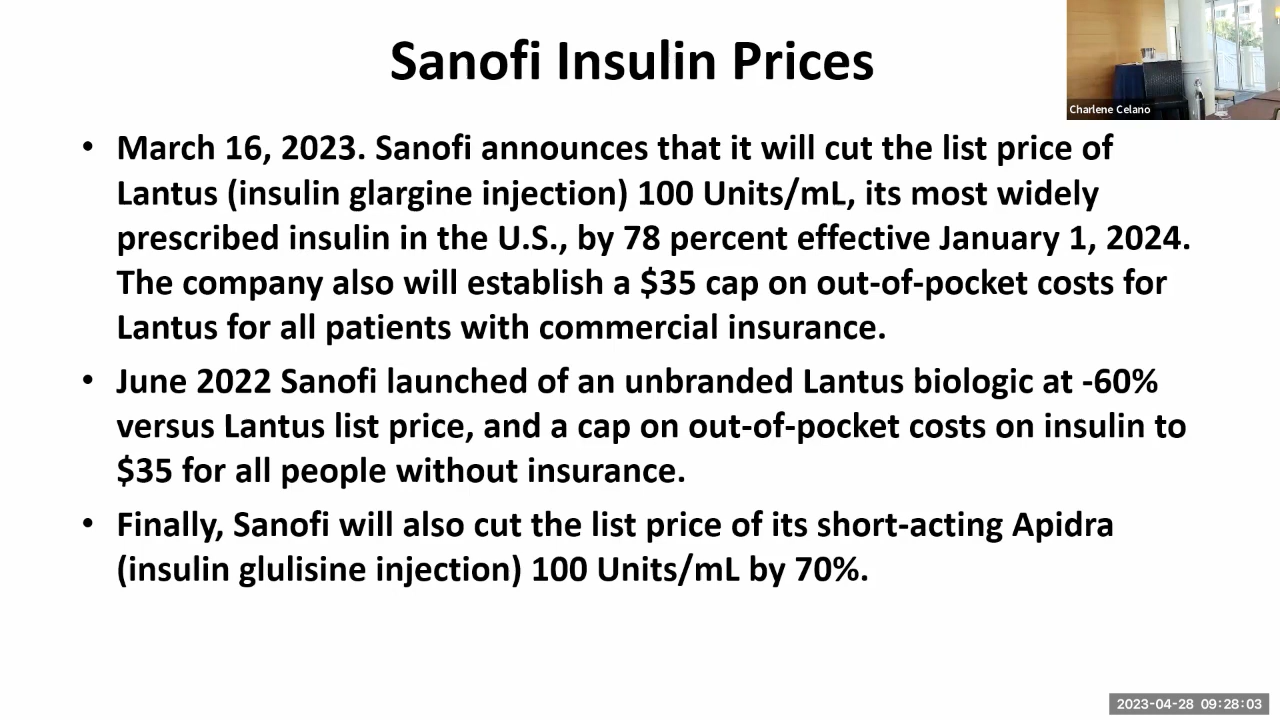 Sanofi Insulin Prices
Charlene Celano
• March 16, 2023. Sanofi announces that it will cut the list price of
Lantus (insulin glargine injection) 100 Units/mL, its most widely
prescribed insulin in the U.S., by 78 percent effective January 1, 2024.
The company also will establish a $35 cap on out-of-pocket costs for
Lantus for all patients with commercial insurance.
• June 2022 Sanofi launched of an unbranded Lantus biologic at -60%
versus Lantus list price, and a cap on out-of-pocket costs on insulin to
$35 for all people without insurance.
• Finally, Sanofi will also cut the list price of its short-acting Apidra
(insulin glulisine injection) 100 Units/mL by 70%.
2023-04-28 09:28:03